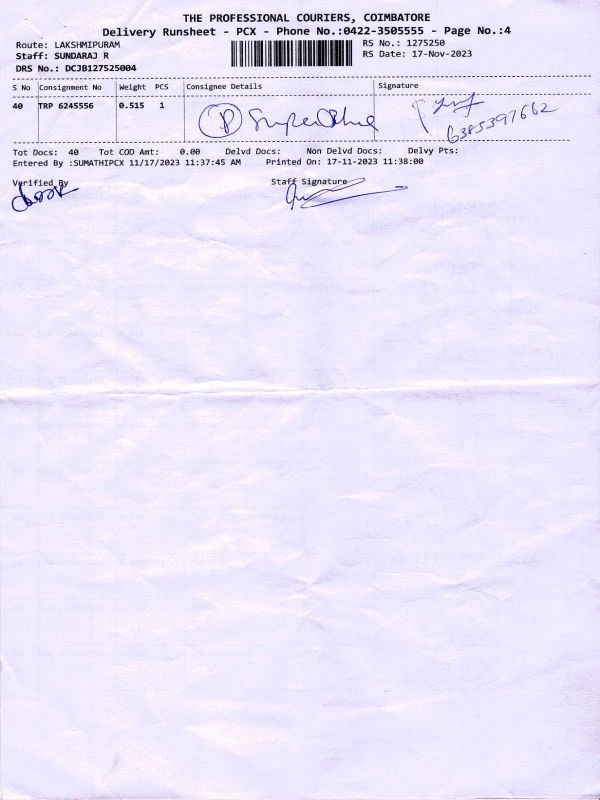 THE PROFESSIONAL COURIERS, COIMBATORE
Delivery Runsheet - PCX - Phone No.:0422-3505555 - Page No.:4
Route: LAKSHMIPURAM RS No.: 1275250
Staff: SUNDARAJ R RS Date: 17-Nov-2023
DRS No.: DCJB127525004
S No Consignment No Weight PCS Consignee Details Signature
40 TRP 6245556 0.515 1
6385397662
Tot Docs: 40 Tot COD Amt: 0.00 Delvd Docs: Non Delvd Docs: Delvy Pts:
Entered By :SUMATHIPCX 11/17/2023 11:37:45 AM Printed On: 17-11-2023 11:38:00
Verified By Staff Signature